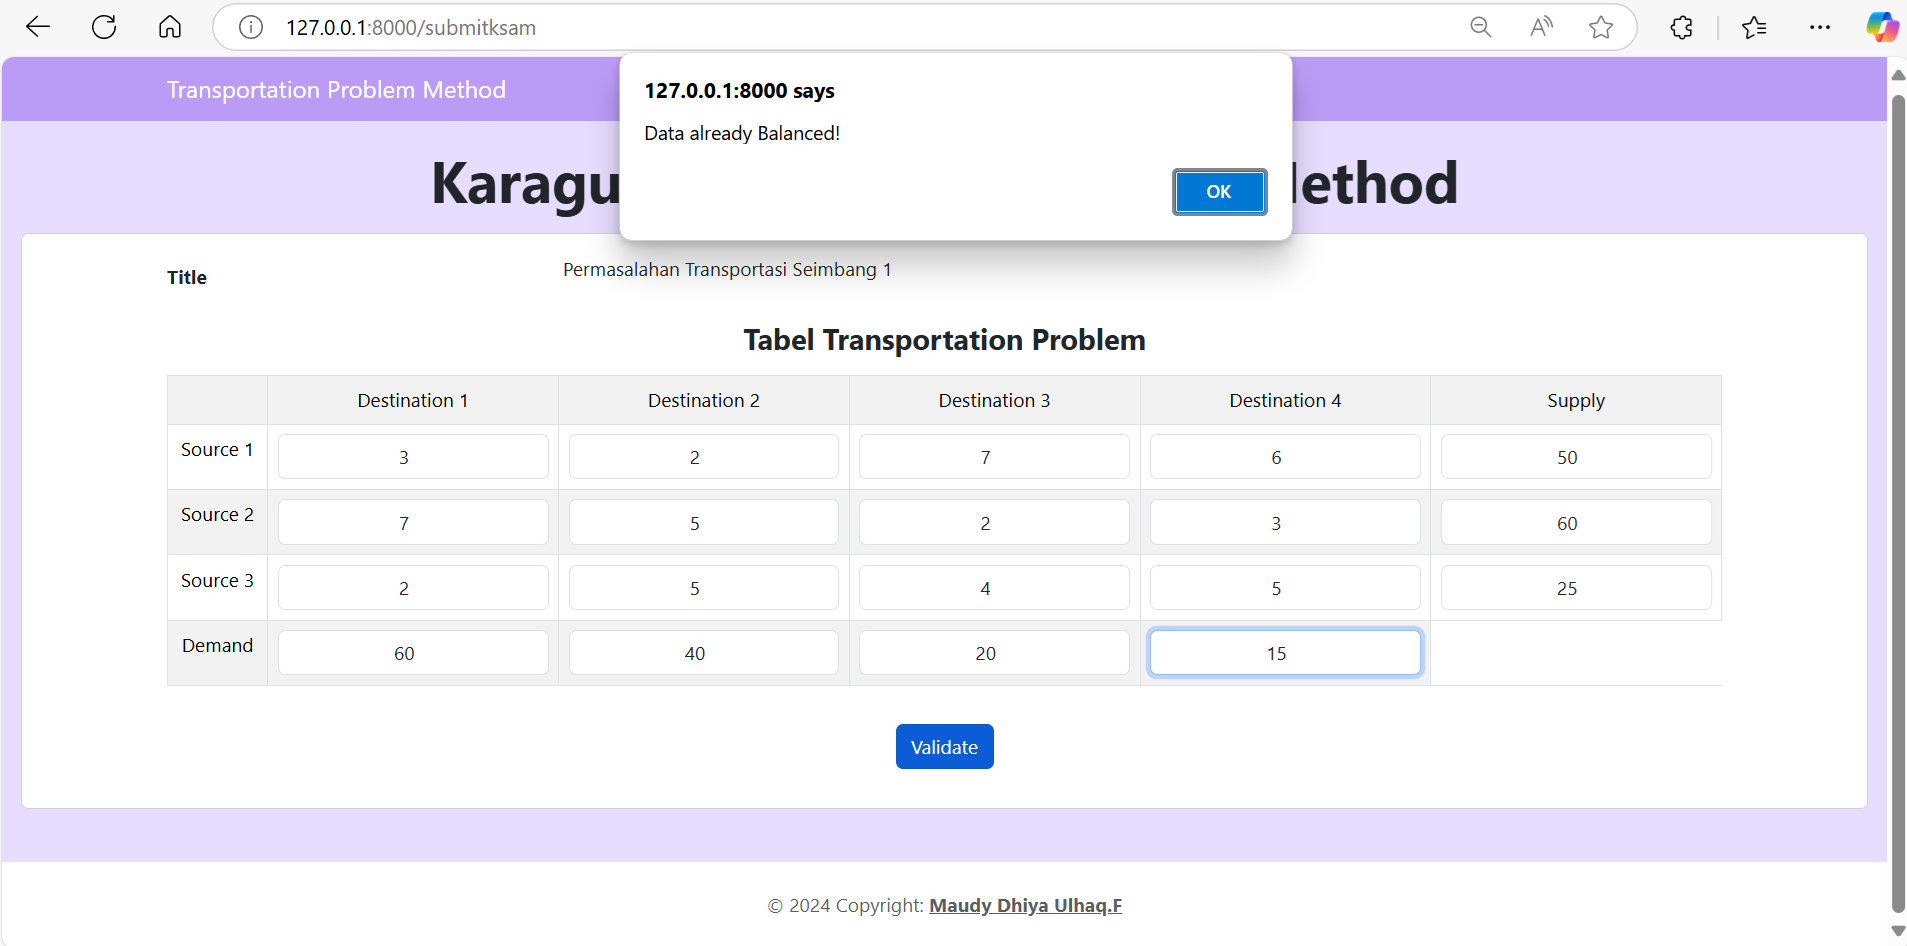 127.0.0.1:8000/submitksam
Transportation Problem Method
127.0.0.1:8000 says
Data already Balanced!
OK
Title
Permasalahan Transportasi Seimbang 1
Tabel Transportation Problem
Destination 1 Destination 2 Destination 3 Destination 4 Supply
Source 1 3 2 7 6 50
Source 2 7 5 2 3 60
Source 3 2 5 4 5 25
Demand 60 40 20 15
Validate
© 2024 Copyright: Maudy Dhiya Ulhaq.F